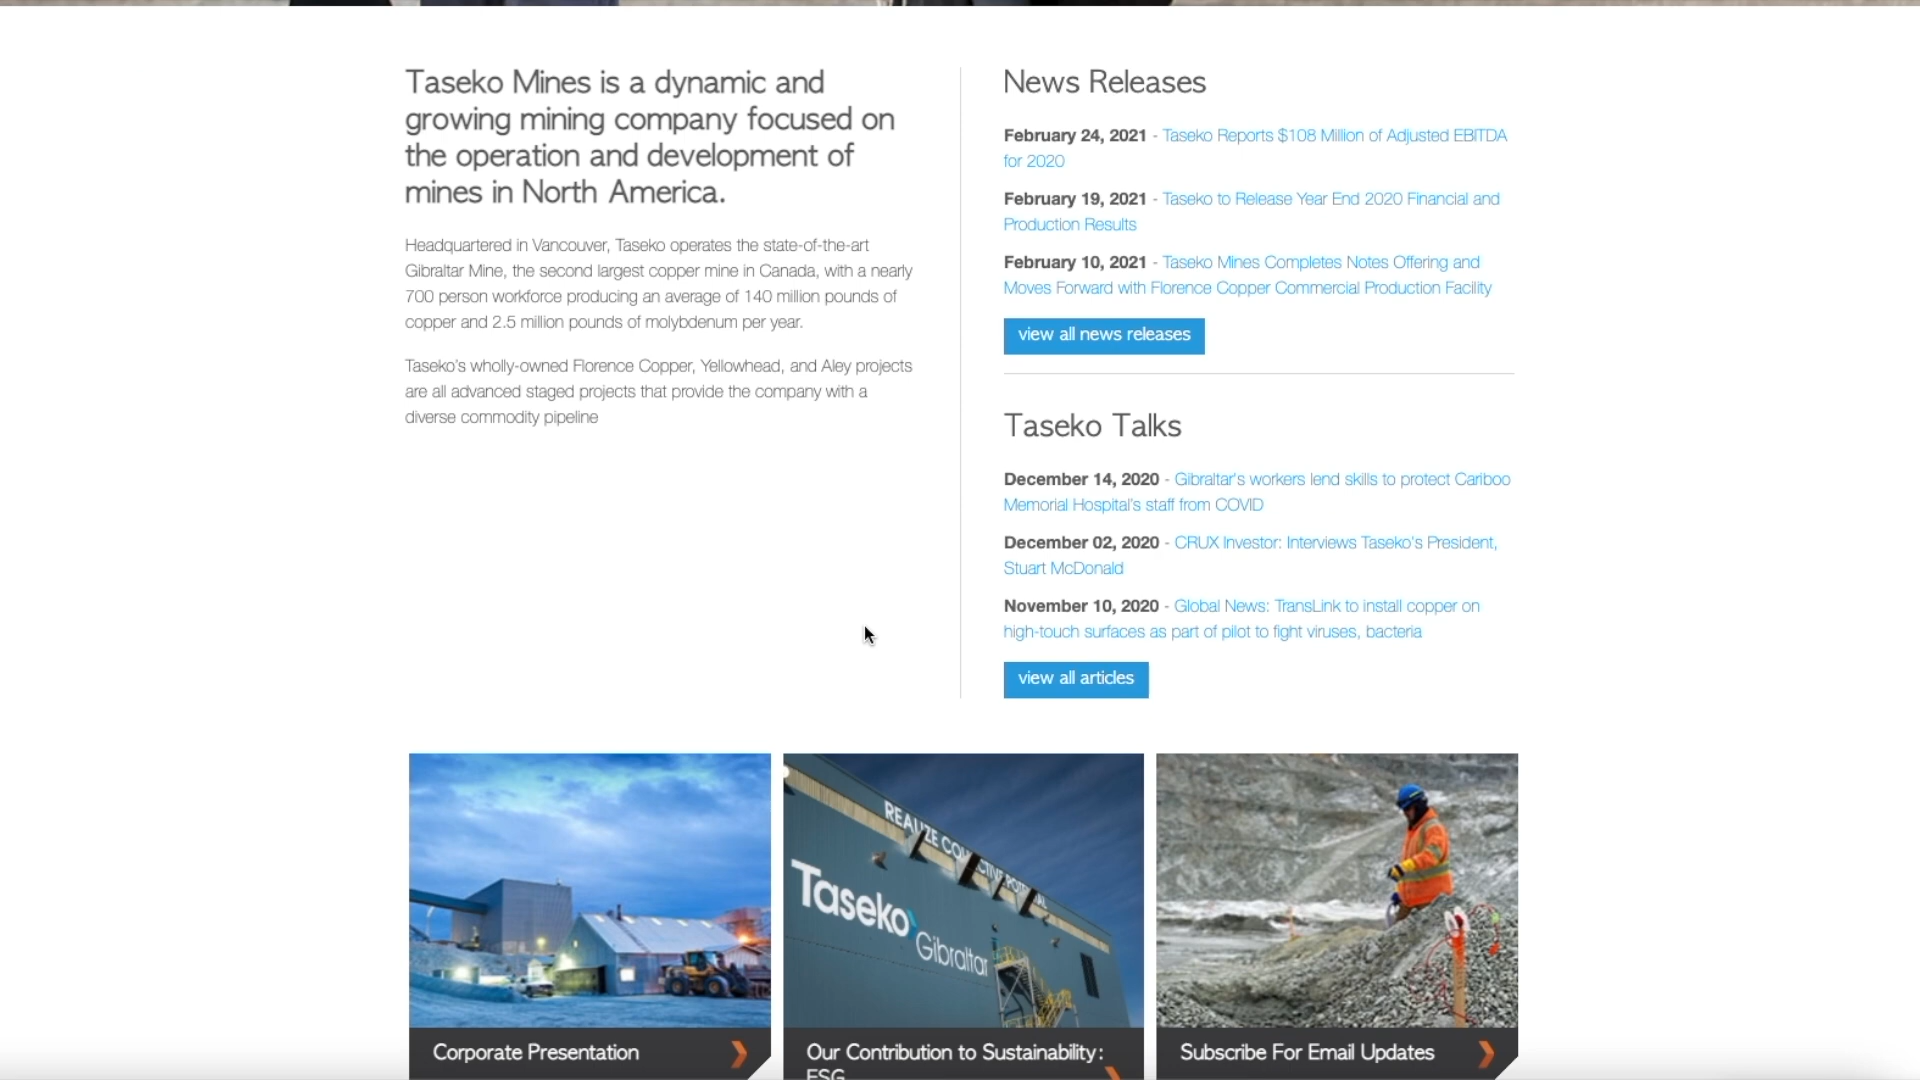 Taseko Mines is a dynamic and
growing mining company focused on
the operation and development of
mines in North America.
Headquartered in Vancouver, Taseko operates the state-of-the-art
Gibraltar Mine, the second largest copper mine in Canada, with a nearly
700 person workforce producing an average of 140 million pounds of
copper and 2.5 million pounds of molybdenum per year.
Taseko's wholly-owned Florence Copper, Yellowhead, and Aley projects
are all advanced staged projects that provide the company with a
diverse commodity pipeline
News Releases
February 24, 2021 - Taseko Reports $108 Million of Adjusted EBITDA
for 2020
February 19, 2021 - Taseko to Release Year End 2020 Financial and
Production Results
February 10, 2021 - Taseko Mines Completes Notes Offering and
Moves Forward with Florence Copper Commercial Production Facility
view all news releases
Taseko Talks
December 14, 2020 - Gibraltar's workers lend skills to protect Cariboo
Memorial Hospital's staff from COVID
December 02, 2020 - CRUX Investor: Interviews Taseko's President,
Stuart McDonald
November 10, 2020 - Global News: TransLink to install copper on
high-touch surfaces as part of pilot to fight viruses, bacteria
view all articles
REALIZE COLLECTIVE POTENTIAL
Taseko
Gibraltar
Corporate Presentation
Our Contribution to Sustainability:
ESG
Subscribe For Email Updates